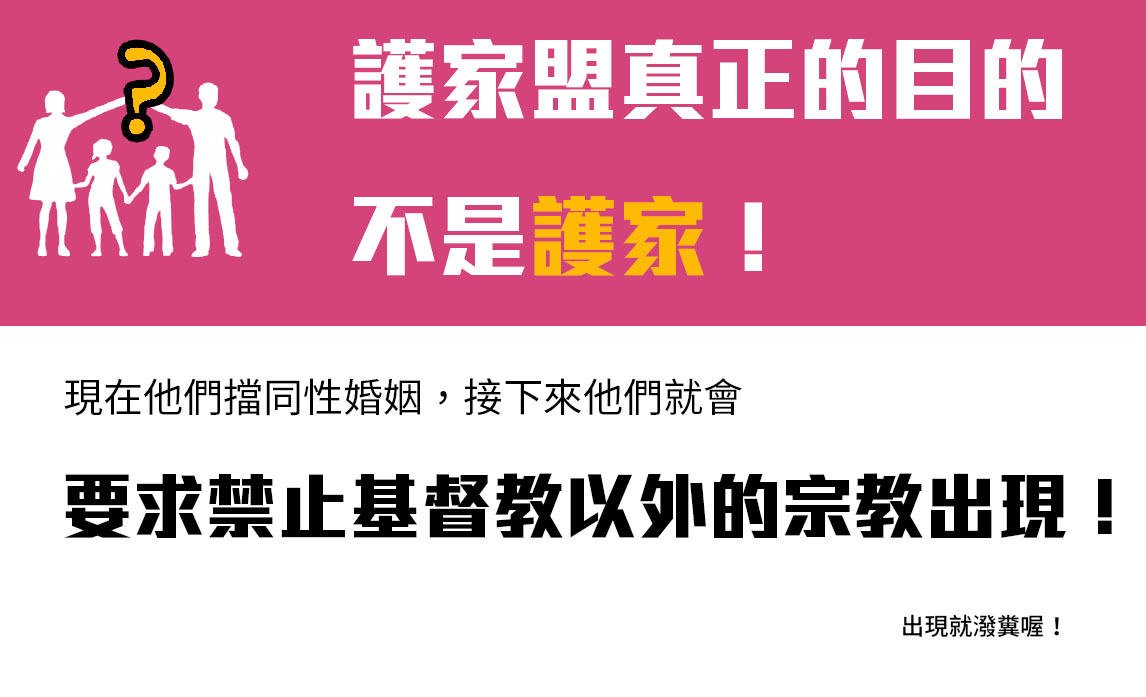 ?
護家盟真正的目的
不是護家！
現在他們擋同性婚姻，接下來他們就會
要求禁止基督教以外的宗教出現！
出現就潑糞喔！